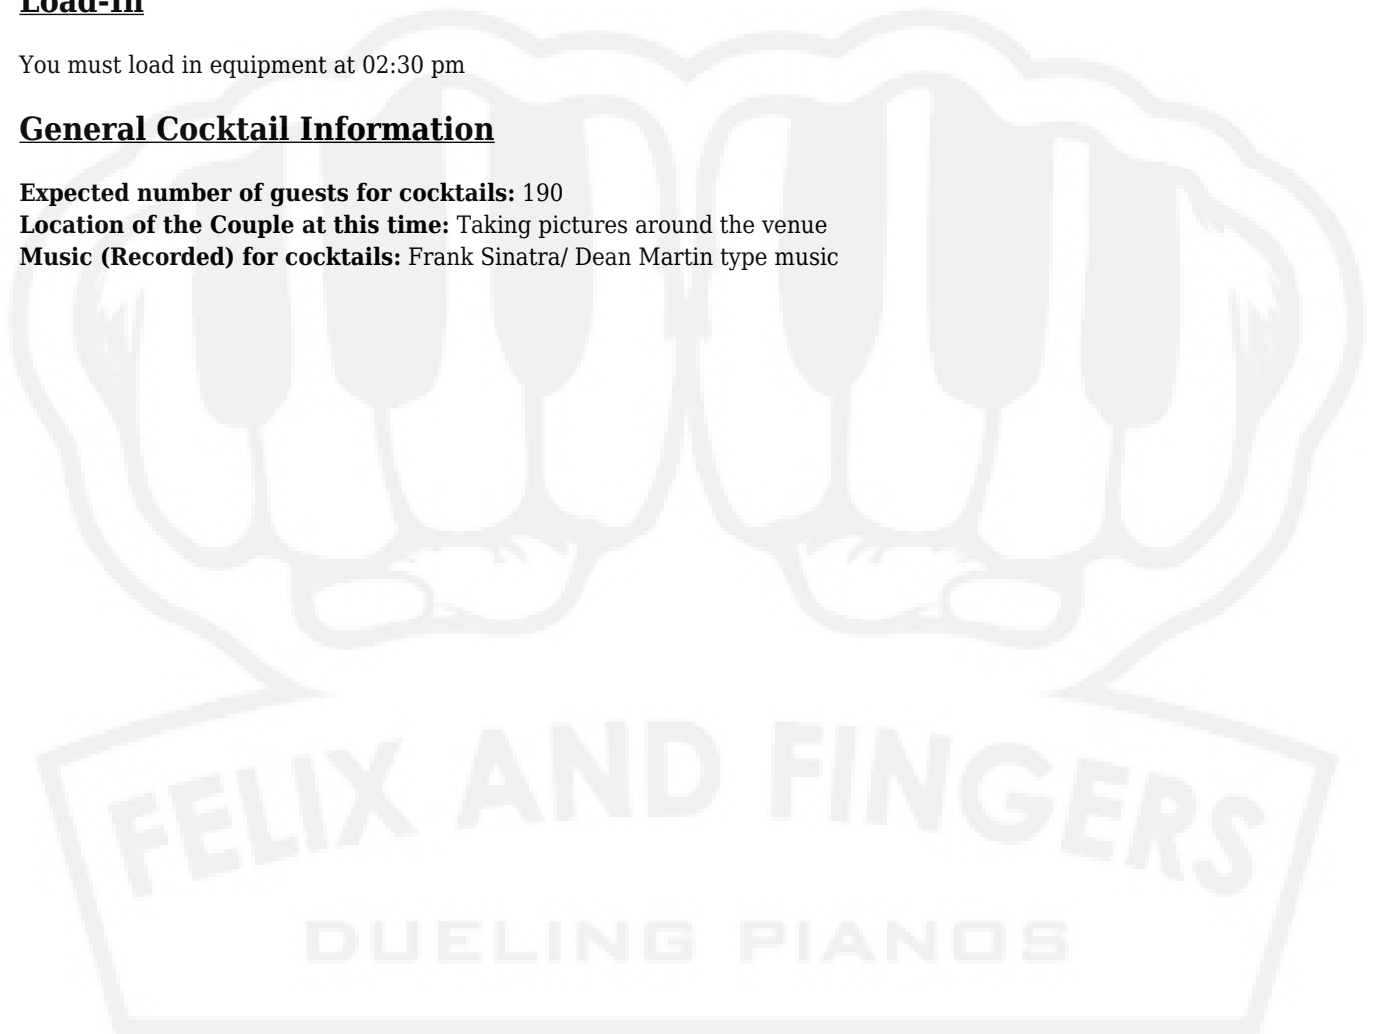 Load-In
You must load in equipment at 02:30 pm
General Cocktail Information
Expected number of guests for cocktails: 190
Location of the Couple at this time: Taking pictures around the venue
Music (Recorded) for cocktails: Frank Sinatra/ Dean Martin type music
FELIX AND FINGERS
DUELING PIANOS